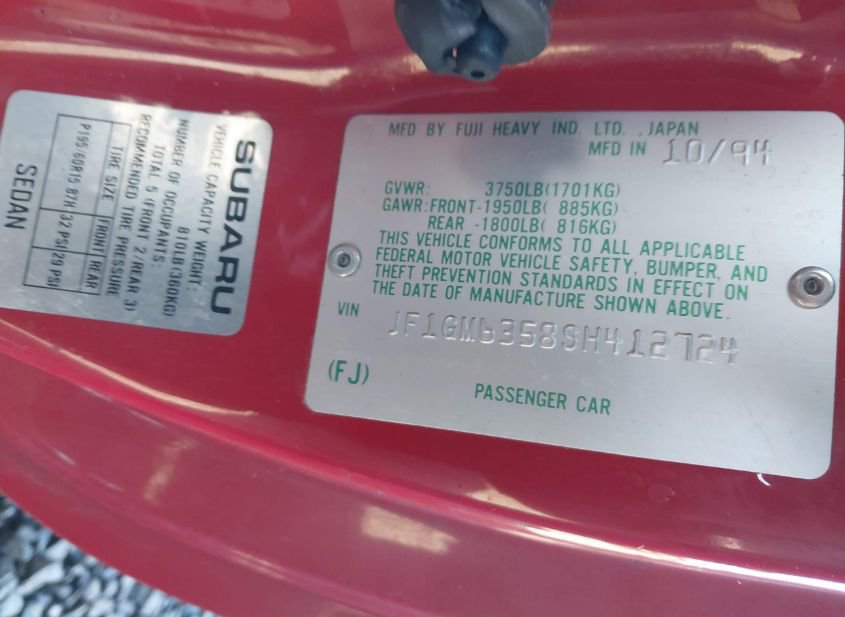 SUBARU
VEHICLE CAPACITY WEIGHT:
810LB(360KG)
NUMBER OF OCCUPANTS:
TOTAL 5 (FRONT 2/REAR 3)
RECOMMENDED TIRE PRESSURE
TIRE SIZE FRONT REAR
P195/60R15 87H 32 PSI 29 PSI
SEDAN
MFD BY FUJI HEAVY IND. LTD., JAPAN
MFD IN 10/94
GVWR: 3750LB(1701KG)
GAWR:FRONT-1950LB( 885KG)
REAR -1800LB( 816KG)
THIS VEHICLE CONFORMS TO ALL APPLICABLE
FEDERAL MOTOR VEHICLE SAFETY, BUMPER, AND
THEFT PREVENTION STANDARDS IN EFFECT ON
THE DATE OF MANUFACTURE SHOWN ABOVE.
VIN JF1GM6358SH412724
(FJ)
PASSENGER CAR